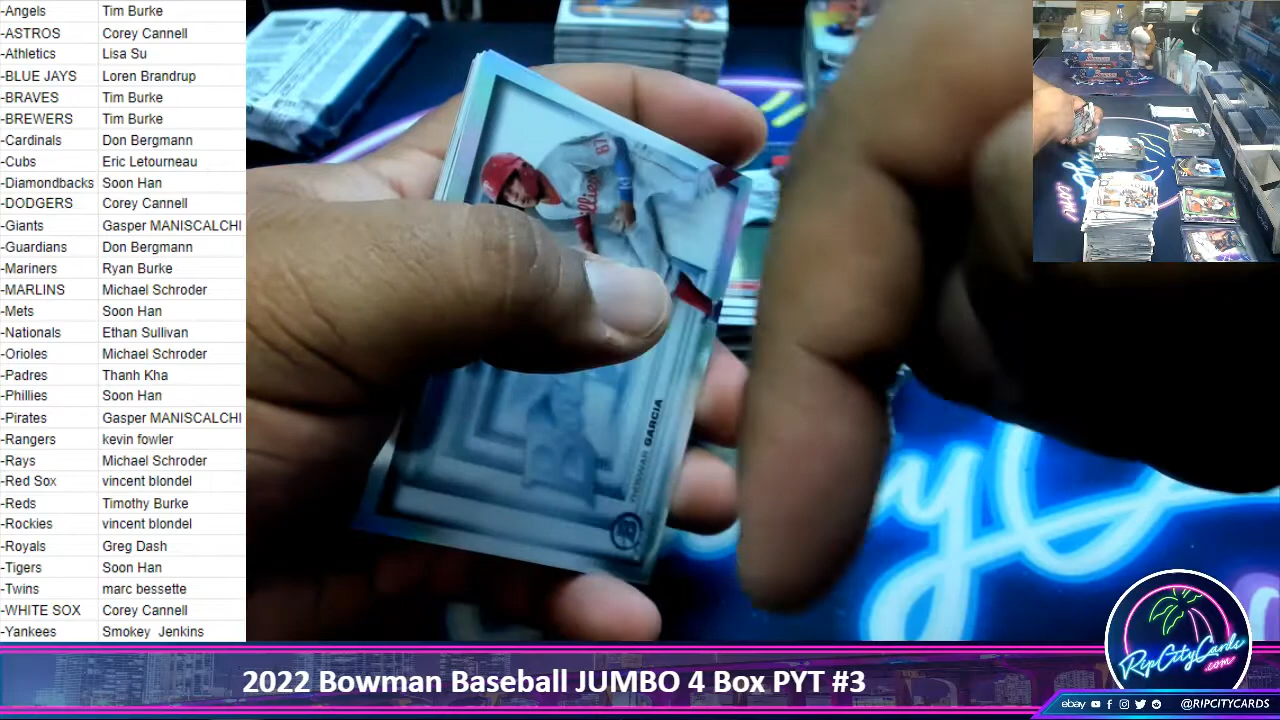 -Angels Tim Burke
-ASTROS Corey Cannell
-Athletics Lisa Su
-BLUE JAYS Loren Brandrup
-BRAVES Tim Burke
-BREWERS Tim Burke
-Cardinals Don Bergmann
-Cubs Eric Letourneau
-Diamondbacks Soon Han
-DODGERS Corey Cannell
-Giants Gasper MANISCALCHI
-Guardians Don Bergmann
-Mariners Ryan Burke
-MARLINS Michael Schroder
-Mets Soon Han
-Nationals Ethan Sullivan
-Orioles Michael Schroder
-Padres Thanh Kha
-Phillies Soon Han
-Pirates Gasper MANISCALCHI
-Rangers kevin fowler
-Rays Michael Schroder
-Red Sox vincent blondel
-Reds Timothy Burke
-Rockies vincent blondel
-Royals Greg Dash
-Tigers Soon Han
-Twins marc bessette
-WHITE SOX Corey Cannell
-Yankees Smokey Jenkins
GARCIA
RipCityCards
.com
2022 Bowman Baseball JUMBO 4 Box PYT #3
ebay @RIPCITYCARDS